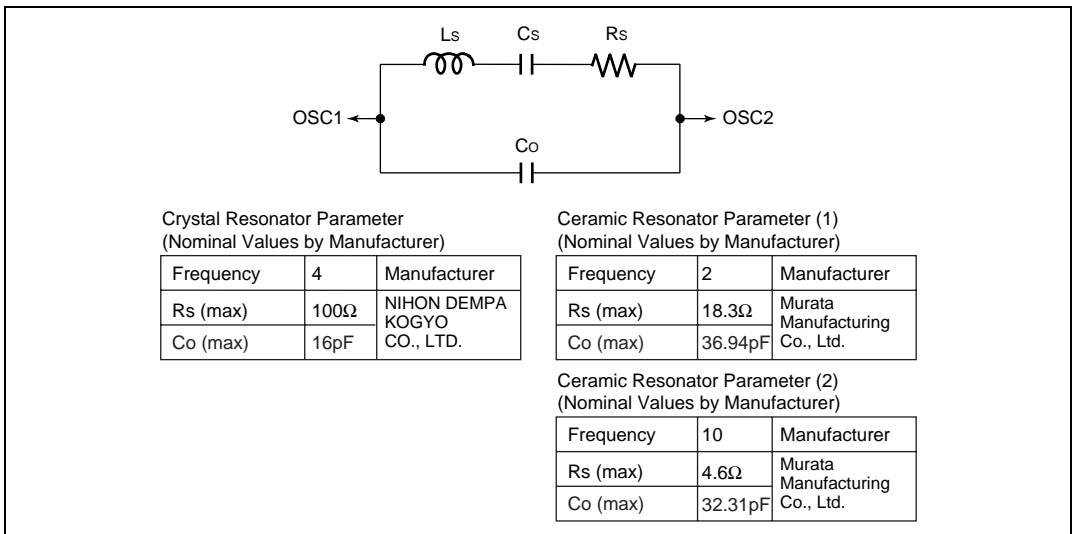 Ls Cs Rs
OSC1 OSC2
Co
Crystal Resonator Parameter
(Nominal Values by Manufacturer)
Frequency 4 Manufacturer
Rs (max) 100Ω NIHON DEMPA
KOGYO
Co (max) 16pF CO., LTD.
Ceramic Resonator Parameter (1)
(Nominal Values by Manufacturer)
Frequency 2 Manufacturer
Rs (max) 18.3Ω Murata
Manufacturing
Co (max) 36.94pF Co., Ltd.
Ceramic Resonator Parameter (2)
(Nominal Values by Manufacturer)
Frequency 10 Manufacturer
Rs (max) 4.6Ω Murata
Manufacturing
Co (max) 32.31pF Co., Ltd.